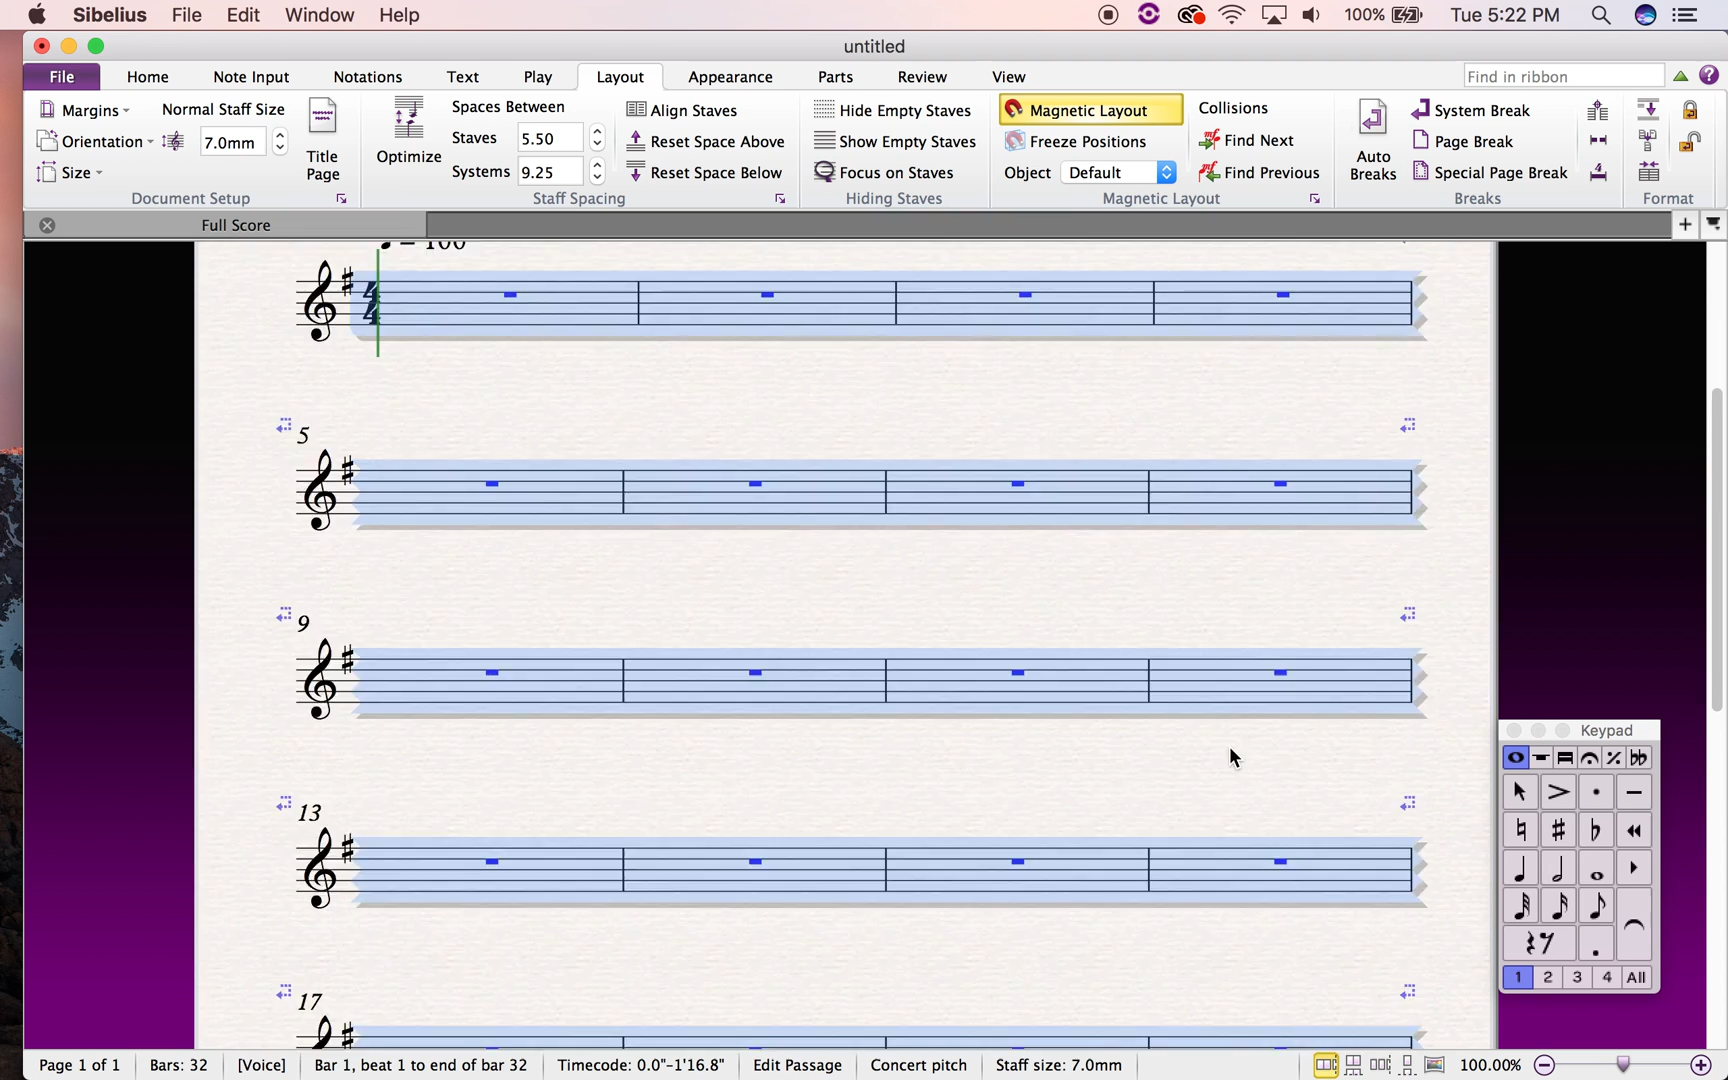 Sibelius File Edit Window Help 100% Tue 5:22 PM
untitled
File Home Note Input Notations Text Play Layout Appearance Parts Review View Find in ribbon
Margins Normal Staff Size
Orientation 7.0mm
Size
Title Page
Document Setup
Optimize
Spaces Between
Staves 5.50
Systems 9.25
Align Staves
Reset Space Above
Reset Space Below
Staff Spacing
Hide Empty Staves
Show Empty Staves
Focus on Staves
Hiding Staves
Magnetic Layout
Freeze Positions
Object Default
Collisions
Find Next
Find Previous
Magnetic Layout
Auto Breaks
System Break
Page Break
Special Page Break
Breaks
Format
Full Score
= 100
4
4
5
9
13
17
Keypad
1 2 3 4 All
Page 1 of 1 Bars: 32 [Voice] Bar 1, beat 1 to end of bar 32 Timecode: 0.0"-1'16.8" Edit Passage Concert pitch Staff size: 7.0mm 100.00%